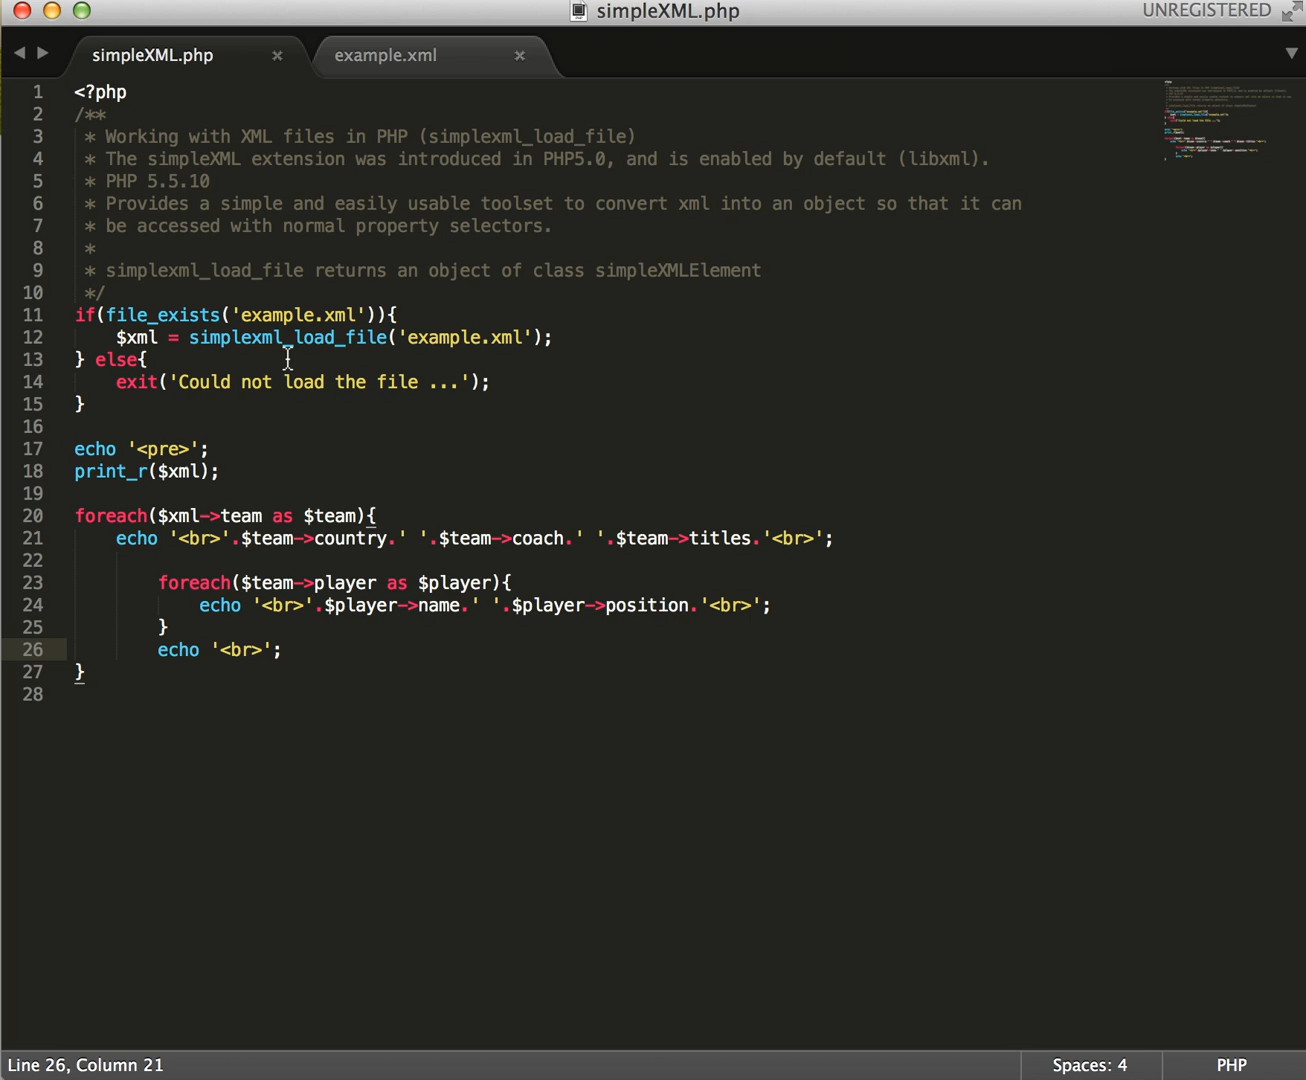 simpleXML.php
UNREGISTERED
simpleXML.php × example.xml ×
1 <?php
2 /**
3 * Working with XML files in PHP (simplexml_load_file)
4 * The simpleXML extension was introduced in PHP5.0, and is enabled by default (libxml).
5 * PHP 5.5.10
6 * Provides a simple and easily usable toolset to convert xml into an object so that it can
7 * be accessed with normal property selectors.
8 *
9 * simplexml_load_file returns an object of class simpleXMLElement
10 */
11 if(file_exists('example.xml')){
12 $xml = simplexml_load_file('example.xml');
13 } else{
14 exit('Could not load the file ...');
15 }
16
17 echo '<pre>';
18 print_r($xml);
19
20 foreach($xml->team as $team){
21 echo '<br>'.$team->country.' '.$team->coach.' '.$team->titles.'<br>';
22
23 foreach($team->player as $player){
24 echo '<br>'.$player->name.' '.$player->position.'<br>';
25 }
26 echo '<br>';
27 }
28
Line 26, Column 21
Spaces: 4
PHP